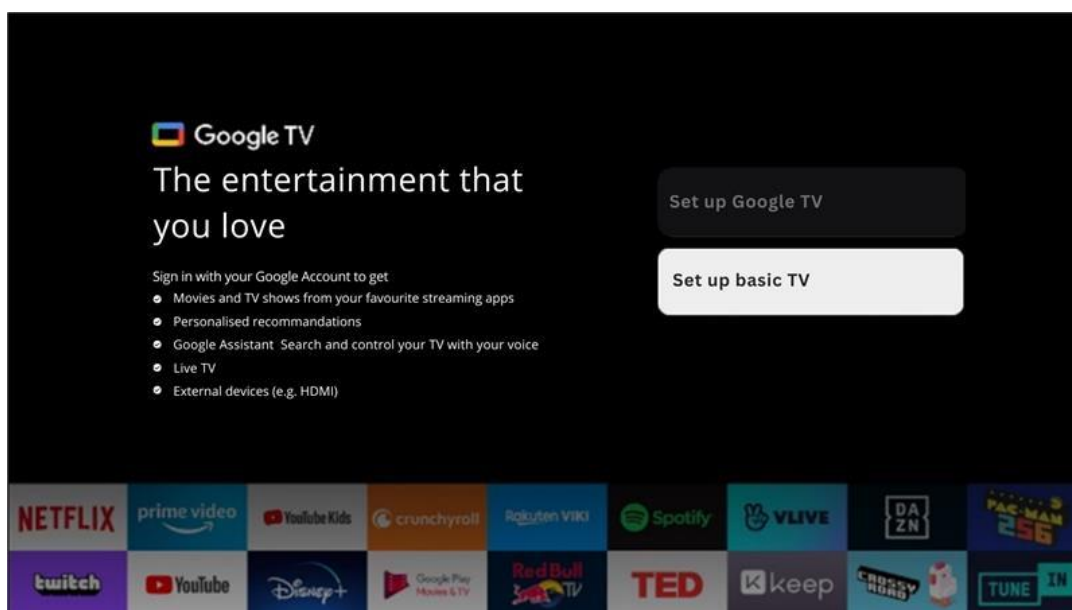 Google TV
The entertainment that
you love
Sign in with your Google Account to get
Movies and TV shows from your favourite streaming apps
Personalised recommandations
Google Assistant Search and control your TV with your voice
Live TV
External devices (e.g. HDMI)
Set up Google TV
Set up basic TV
NETFLIX
prime video
YouTube Kids
crunchyroll
Rakuten VIKI
Spotify
VLIVE
DA
ZN
PAC-MAN
256
twitch
YouTube
Disney+
Google Play
Movies & TV
Red Bull
TV
TED
keep
CROSSY
ROAD
TUNE IN